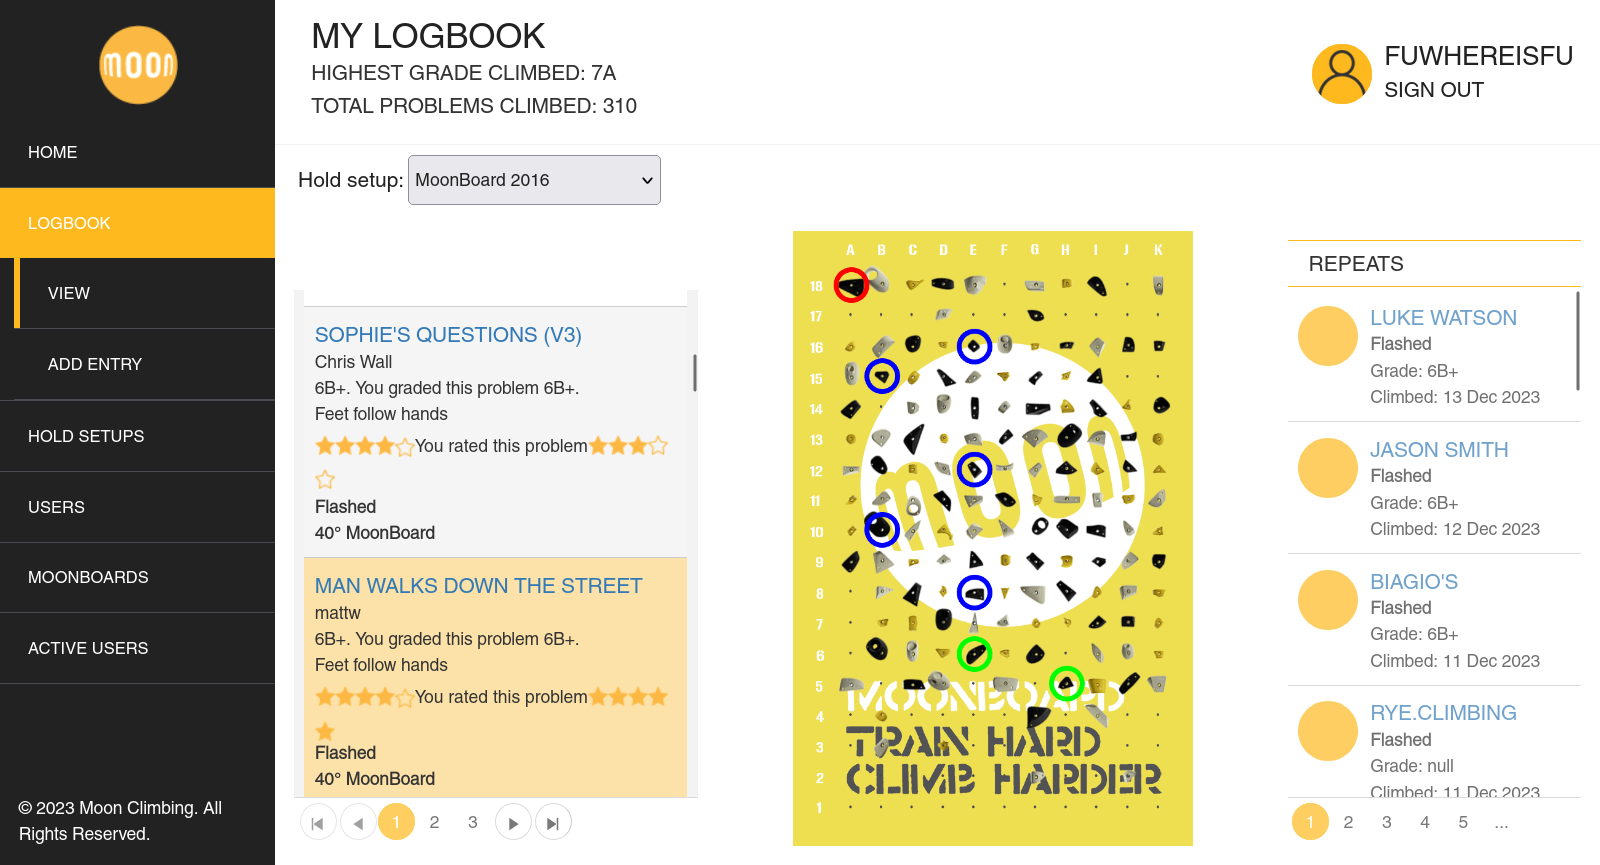 moon
HOME
LOGBOOK
VIEW
ADD ENTRY
HOLD SETUPS
USERS
MOONBOARDS
ACTIVE USERS
© 2023 Moon Climbing. All
Rights Reserved.
MY LOGBOOK
HIGHEST GRADE CLIMBED: 7A
TOTAL PROBLEMS CLIMBED: 310
FUWHEREISFU
SIGN OUT
Hold setup: MoonBoard 2016
SOPHIE'S QUESTIONS (V3)
Chris Wall
6B+. You graded this problem 6B+.
Feet follow hands
You rated this problem
Flashed
40° MoonBoard
MAN WALKS DOWN THE STREET
mattw
6B+. You graded this problem 6B+.
Feet follow hands
You rated this problem
Flashed
40° MoonBoard
1 2 3
A B C D E F G H I J K
18
17
16
15
14
13
12
11
10
9
8
7
6
5
4
3
2
1
moon
MOONBOARD
TRAIN HARD
CLIMB HARDER
REPEATS
LUKE WATSON
Flashed
Grade: 6B+
Climbed: 13 Dec 2023
JASON SMITH
Flashed
Grade: 6B+
Climbed: 12 Dec 2023
BIAGIO'S
Flashed
Grade: 6B+
Climbed: 11 Dec 2023
RYE.CLIMBING
Flashed
Grade: null
Climbed: 11 Dec 2023
1 2 3 4 5 ...